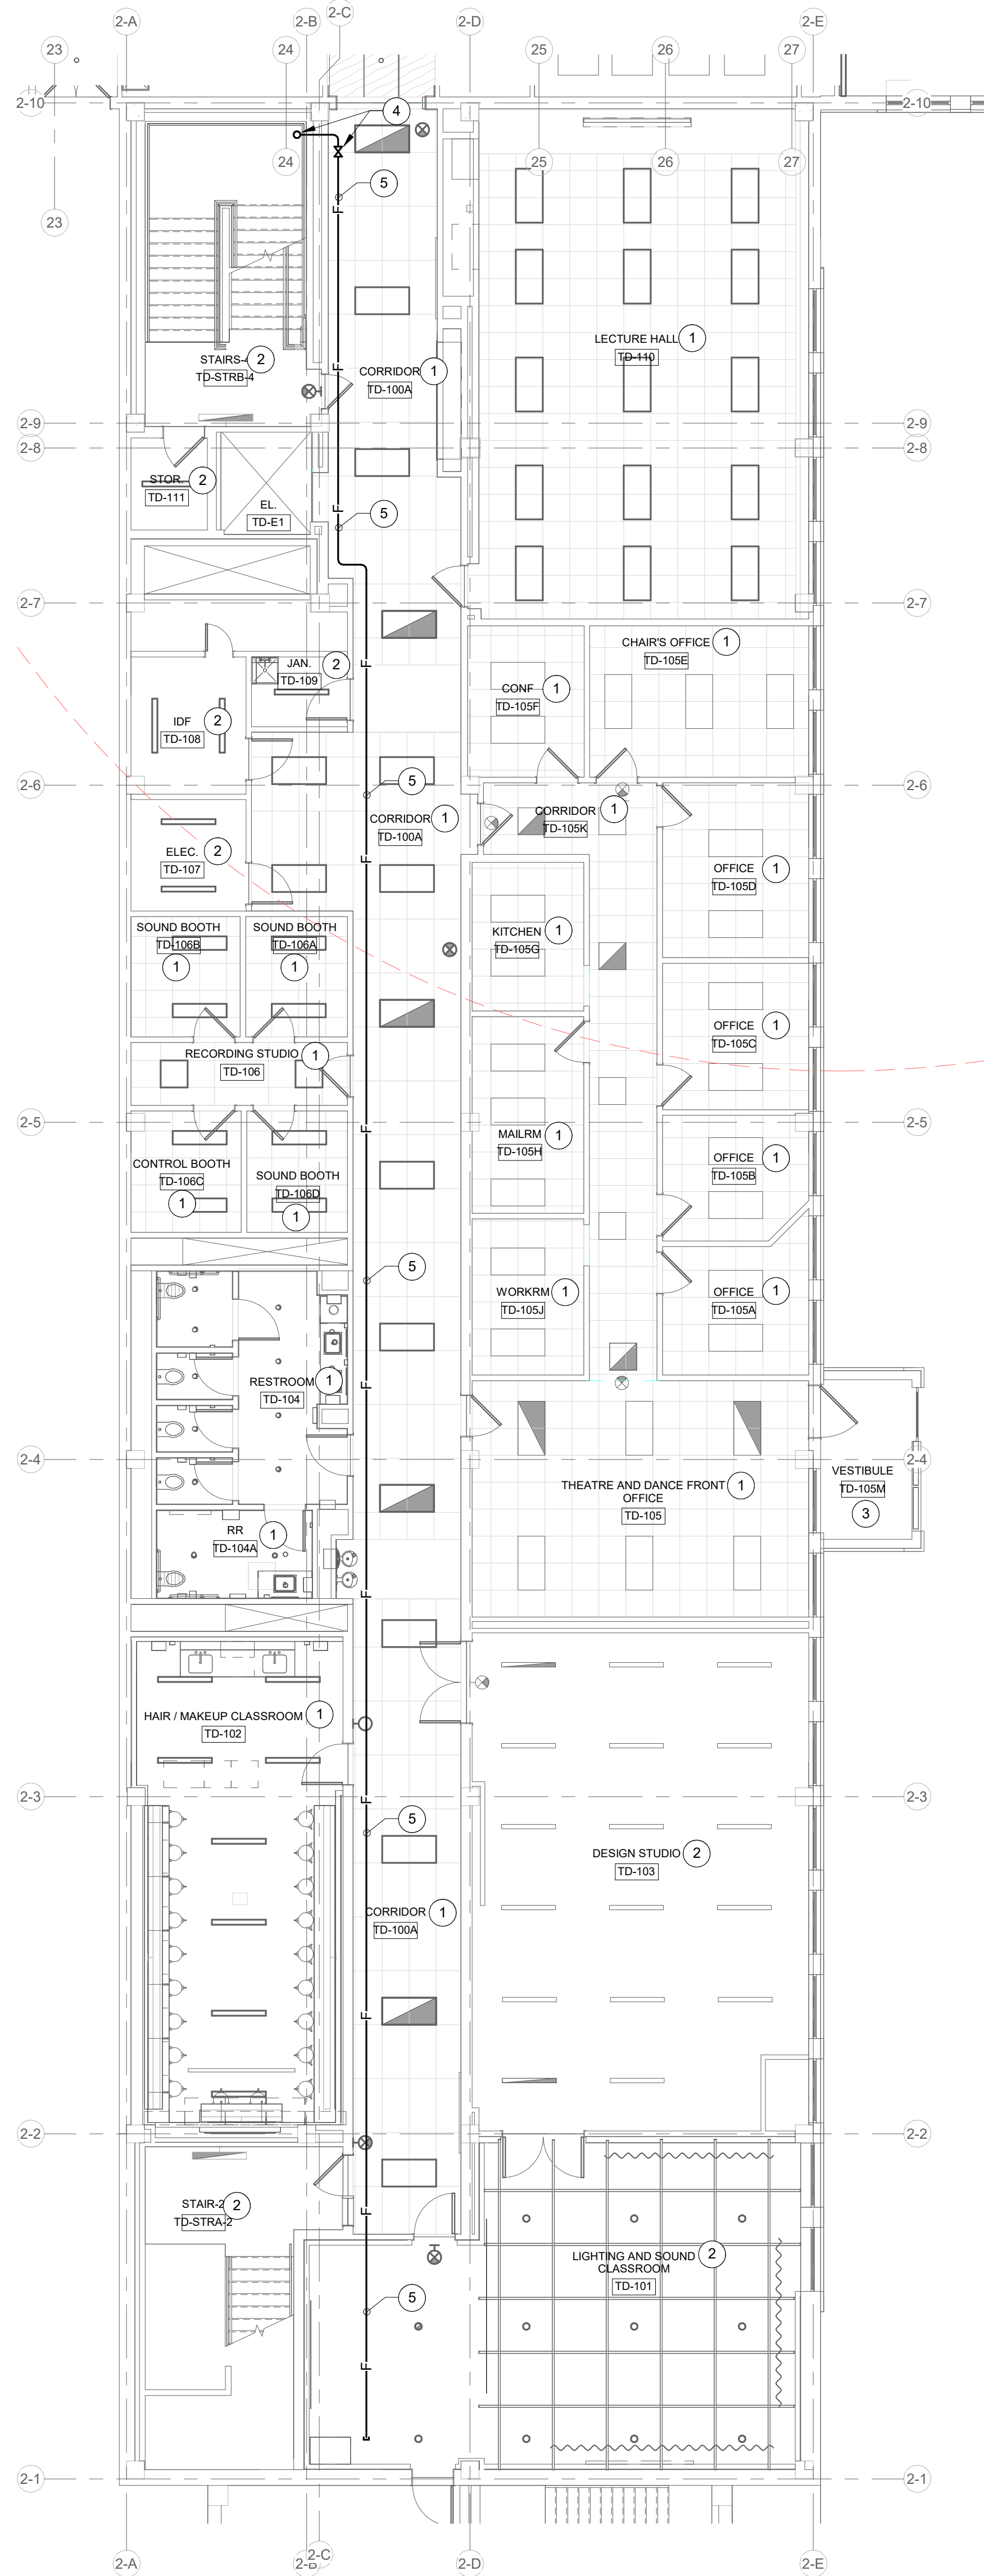 2-C
2-A
2-B
2-D
2-E
23
24
25
26
27
2-10
2-10
4
24
25
26
27
5
23
F
LECTURE HALL
1
TD-110
STAIRS-4
2
TD-STRB-4
F
CORRIDOR
1
TD-100A
2-9
2-9
2-8
2-8
STOR.
2
TD-111
EL.
TD-E1
F
5
2-7
2-7
CHAIR'S OFFICE
1
TD-105E
JAN.
2
TD-109
F
CONF
1
TD-105F
IDF
2
TD-108
5
2-6
2-6
CORRIDOR
1
TD-100A
CORRIDOR
1
TD-105K
ELEC.
2
TD-107
F
OFFICE
1
TD-105D
SOUND BOOTH
TD-106B
1
SOUND BOOTH
TD-106A
1
KITCHEN
1
TD-105G
OFFICE
1
TD-105C
RECORDING STUDIO
1
TD-106
2-5
F
2-5
MAILRM
1
TD-105H
OFFICE
1
TD-105B
CONTROL BOOTH
TD-106C
1
SOUND BOOTH
TD-106D
1
5
WORKRM
1
TD-105J
OFFICE
1
TD-105A
RESTROOM
1
TD-104
F
2-4
2-4
VESTIBULE
TD-105M
3
THEATRE AND DANCE FRONT
OFFICE
1
TD-105
RR
1
TD-104A
F
HAIR / MAKEUP CLASSROOM
1
TD-102
2-3
F
2-3
5
DESIGN STUDIO
2
TD-103
CORRIDOR
1
TD-100A
F
2-2
2-2
STAIR-2
2
TD-STRA-2
F
LIGHTING AND SOUND
CLASSROOM
2
TD-101
5
F
2-1
2-1
2-A
2-B
2-C
2-D
2-E